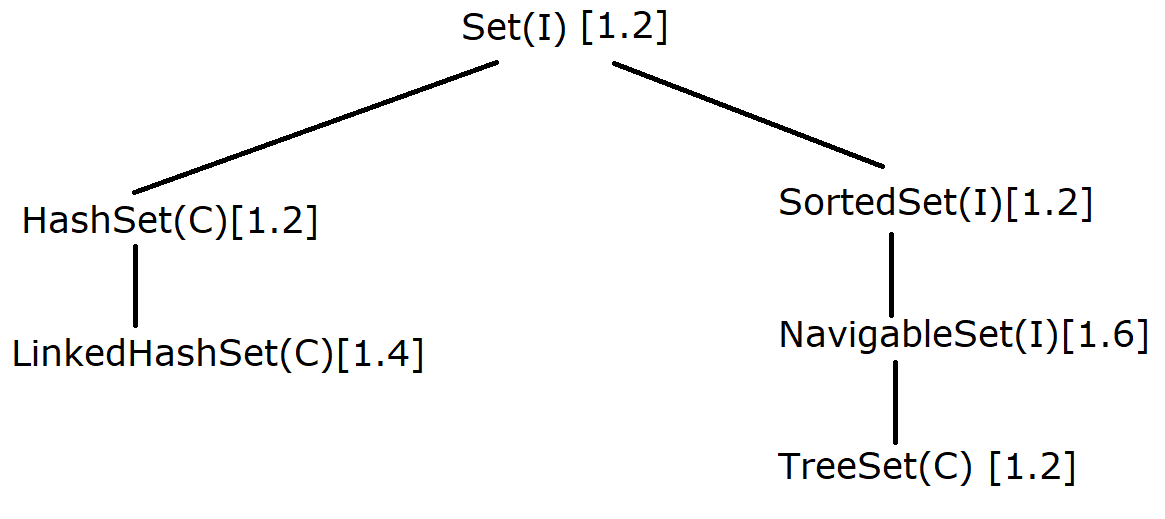 Set(I) [1.2]
HashSet(C)[1.2]
SortedSet(I)[1.2]
LinkedHashSet(C)[1.4]
NavigableSet(I)[1.6]
TreeSet(C) [1.2]